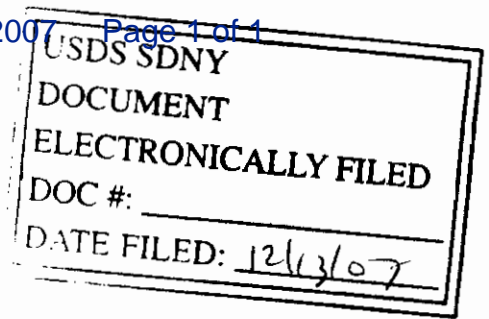 2007 Page 1 of 1
USDS SDNY
DOCUMENT
ELECTRONICALLY FILED
DOC #:
DATE FILED: 12/13/07